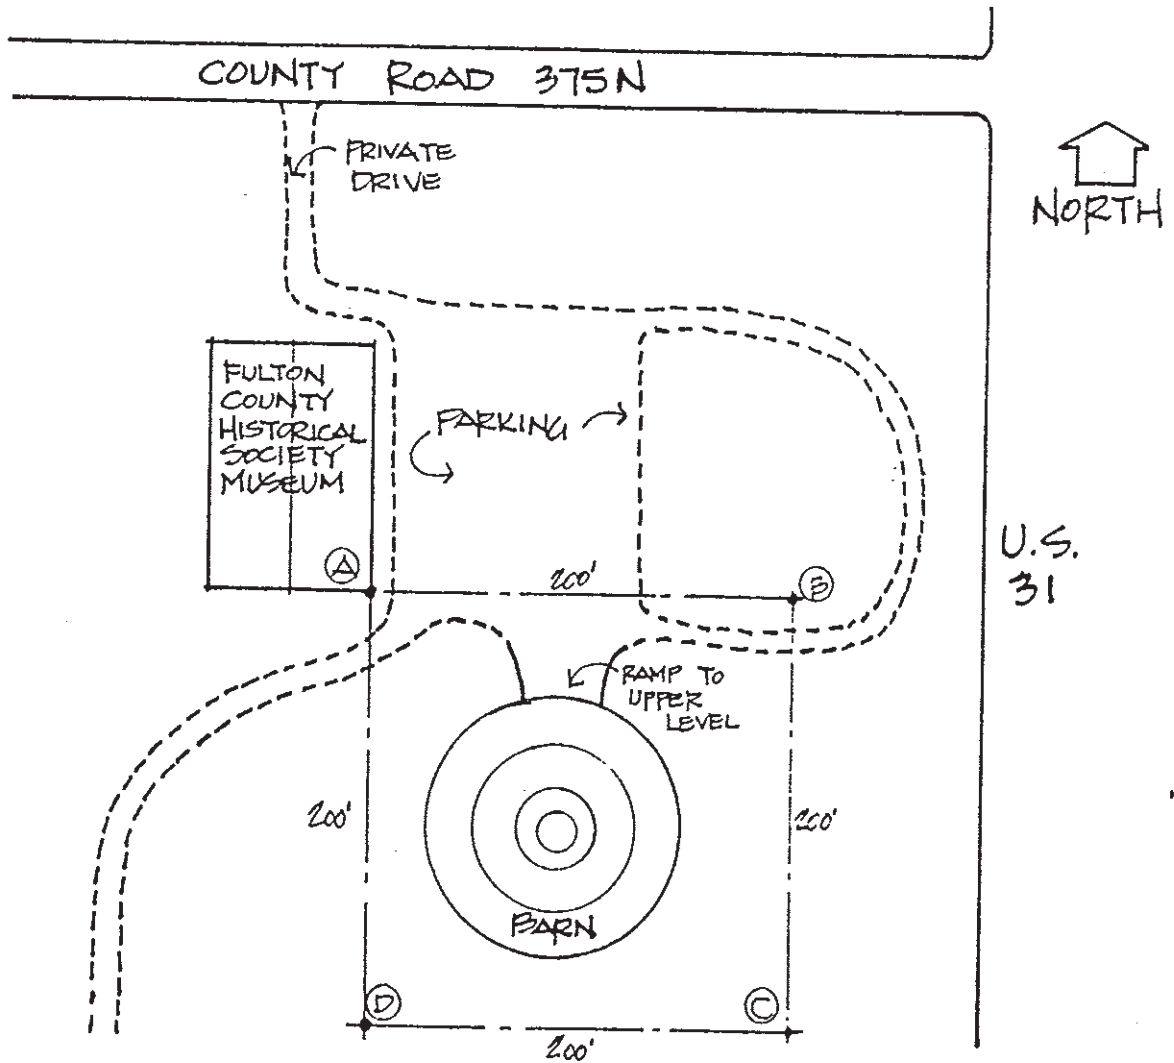 COUNTY ROAD 375N
PRIVATE
DRIVE
NORTH
FULTON
COUNTY
HISTORICAL
SOCIETY
MUSEUM
PARKING
U.S.
31
A
200'
B
RAMP TO
UPPER
LEVEL
200'
200'
BARN
D
C
200'